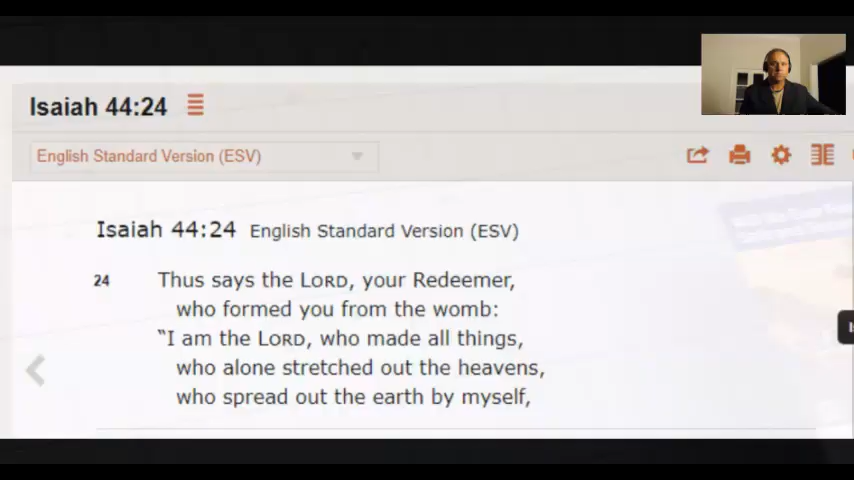 Isaiah 44:24
English Standard Version (ESV)
Isaiah 44:24 English Standard Version (ESV)
24 Thus says the LORD, your Redeemer,
who formed you from the womb:
“I am the LORD, who made all things,
who alone stretched out the heavens,
who spread out the earth by myself,